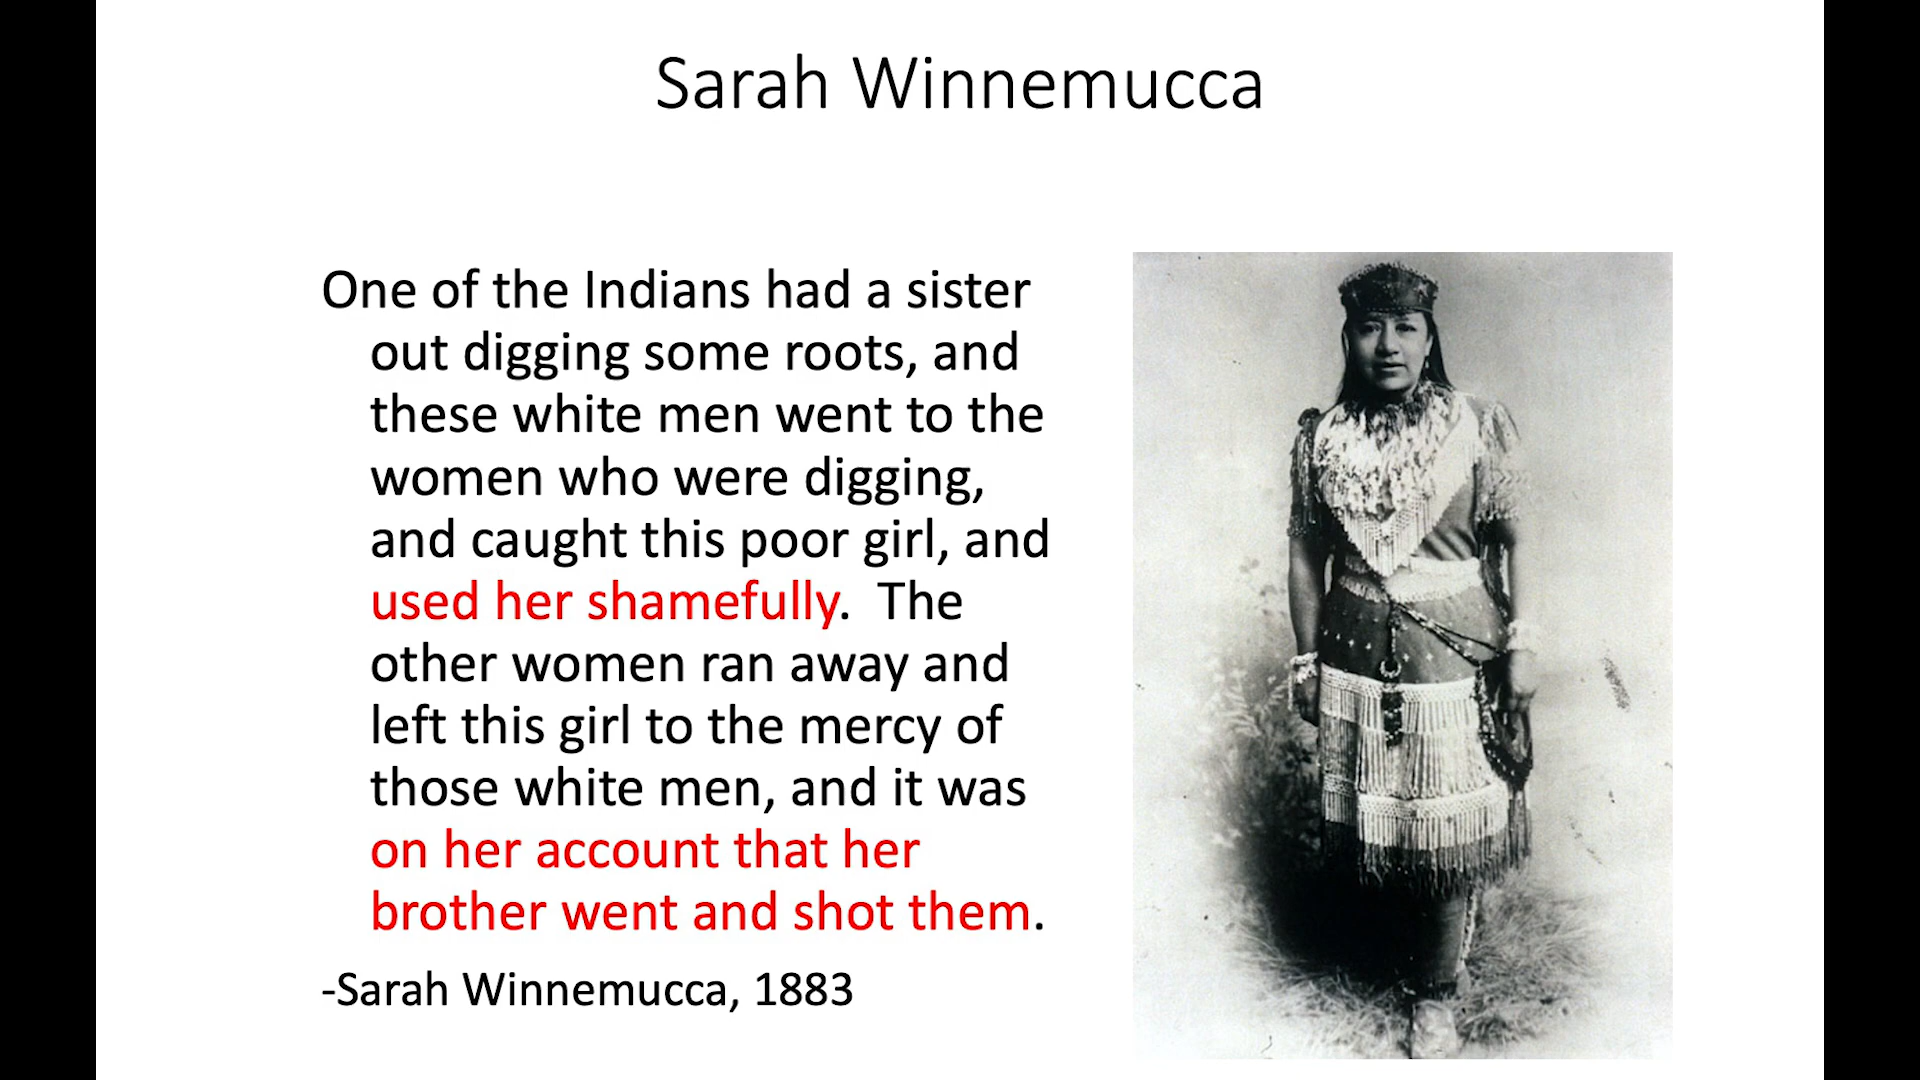 Sarah Winnemucca
One of the Indians had a sister
out digging some roots, and
these white men went to the
women who were digging,
and caught this poor girl, and
used her shamefully.  The
other women ran away and
left this girl to the mercy of
those white men, and it was
on her account that her
brother went and shot them.
-Sarah Winnemucca, 1883